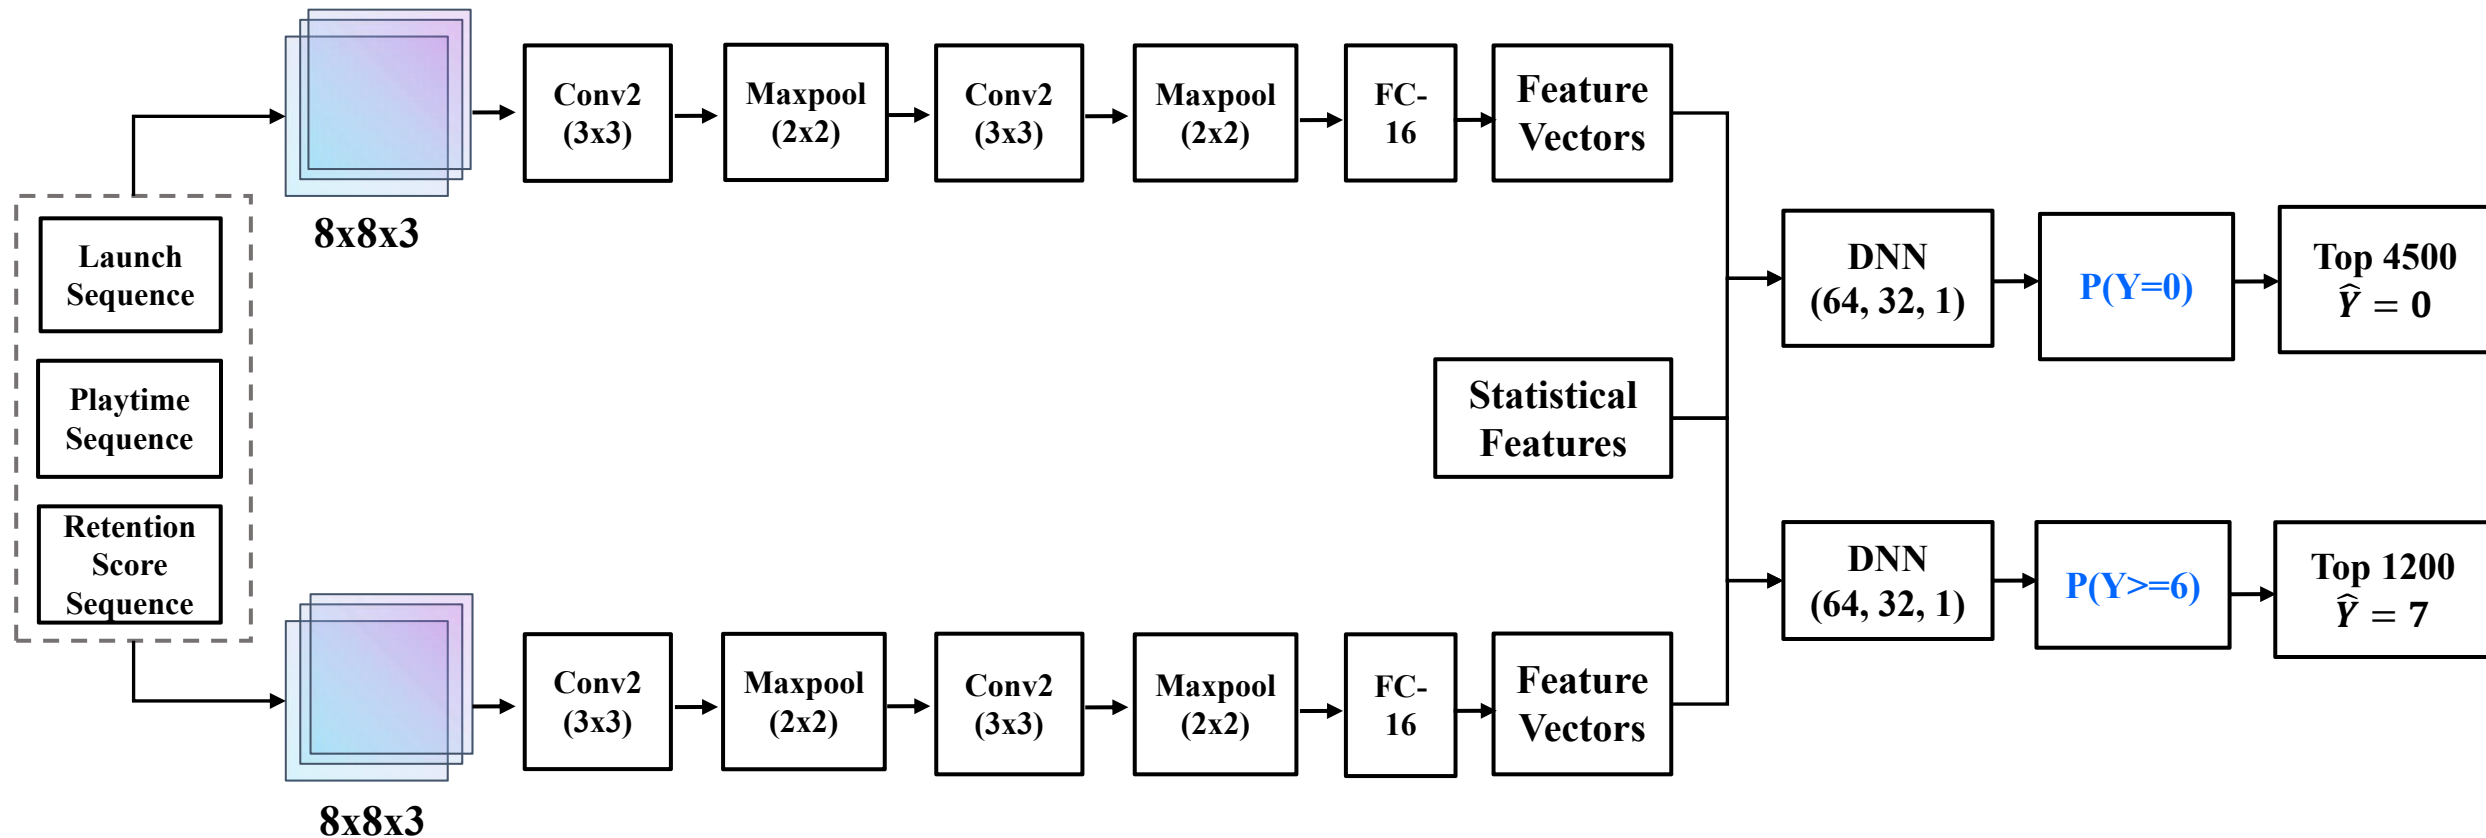 Launch
Sequence
Playtime
Sequence
Retention
Score
Sequence
8x8x3
Conv2
(3x3)
Maxpool
(2x2)
Conv2
(3x3)
Maxpool
(2x2)
FC-
16
Feature
Vectors
Statistical
Features
DNN
(64, 32, 1)
P(Y=0)
Top 4500
Ŷ = 0
8x8x3
Conv2
(3x3)
Maxpool
(2x2)
Conv2
(3x3)
Maxpool
(2x2)
FC-
16
Feature
Vectors
DNN
(64, 32, 1)
P(Y>=6)
Top 1200
Ŷ = 7